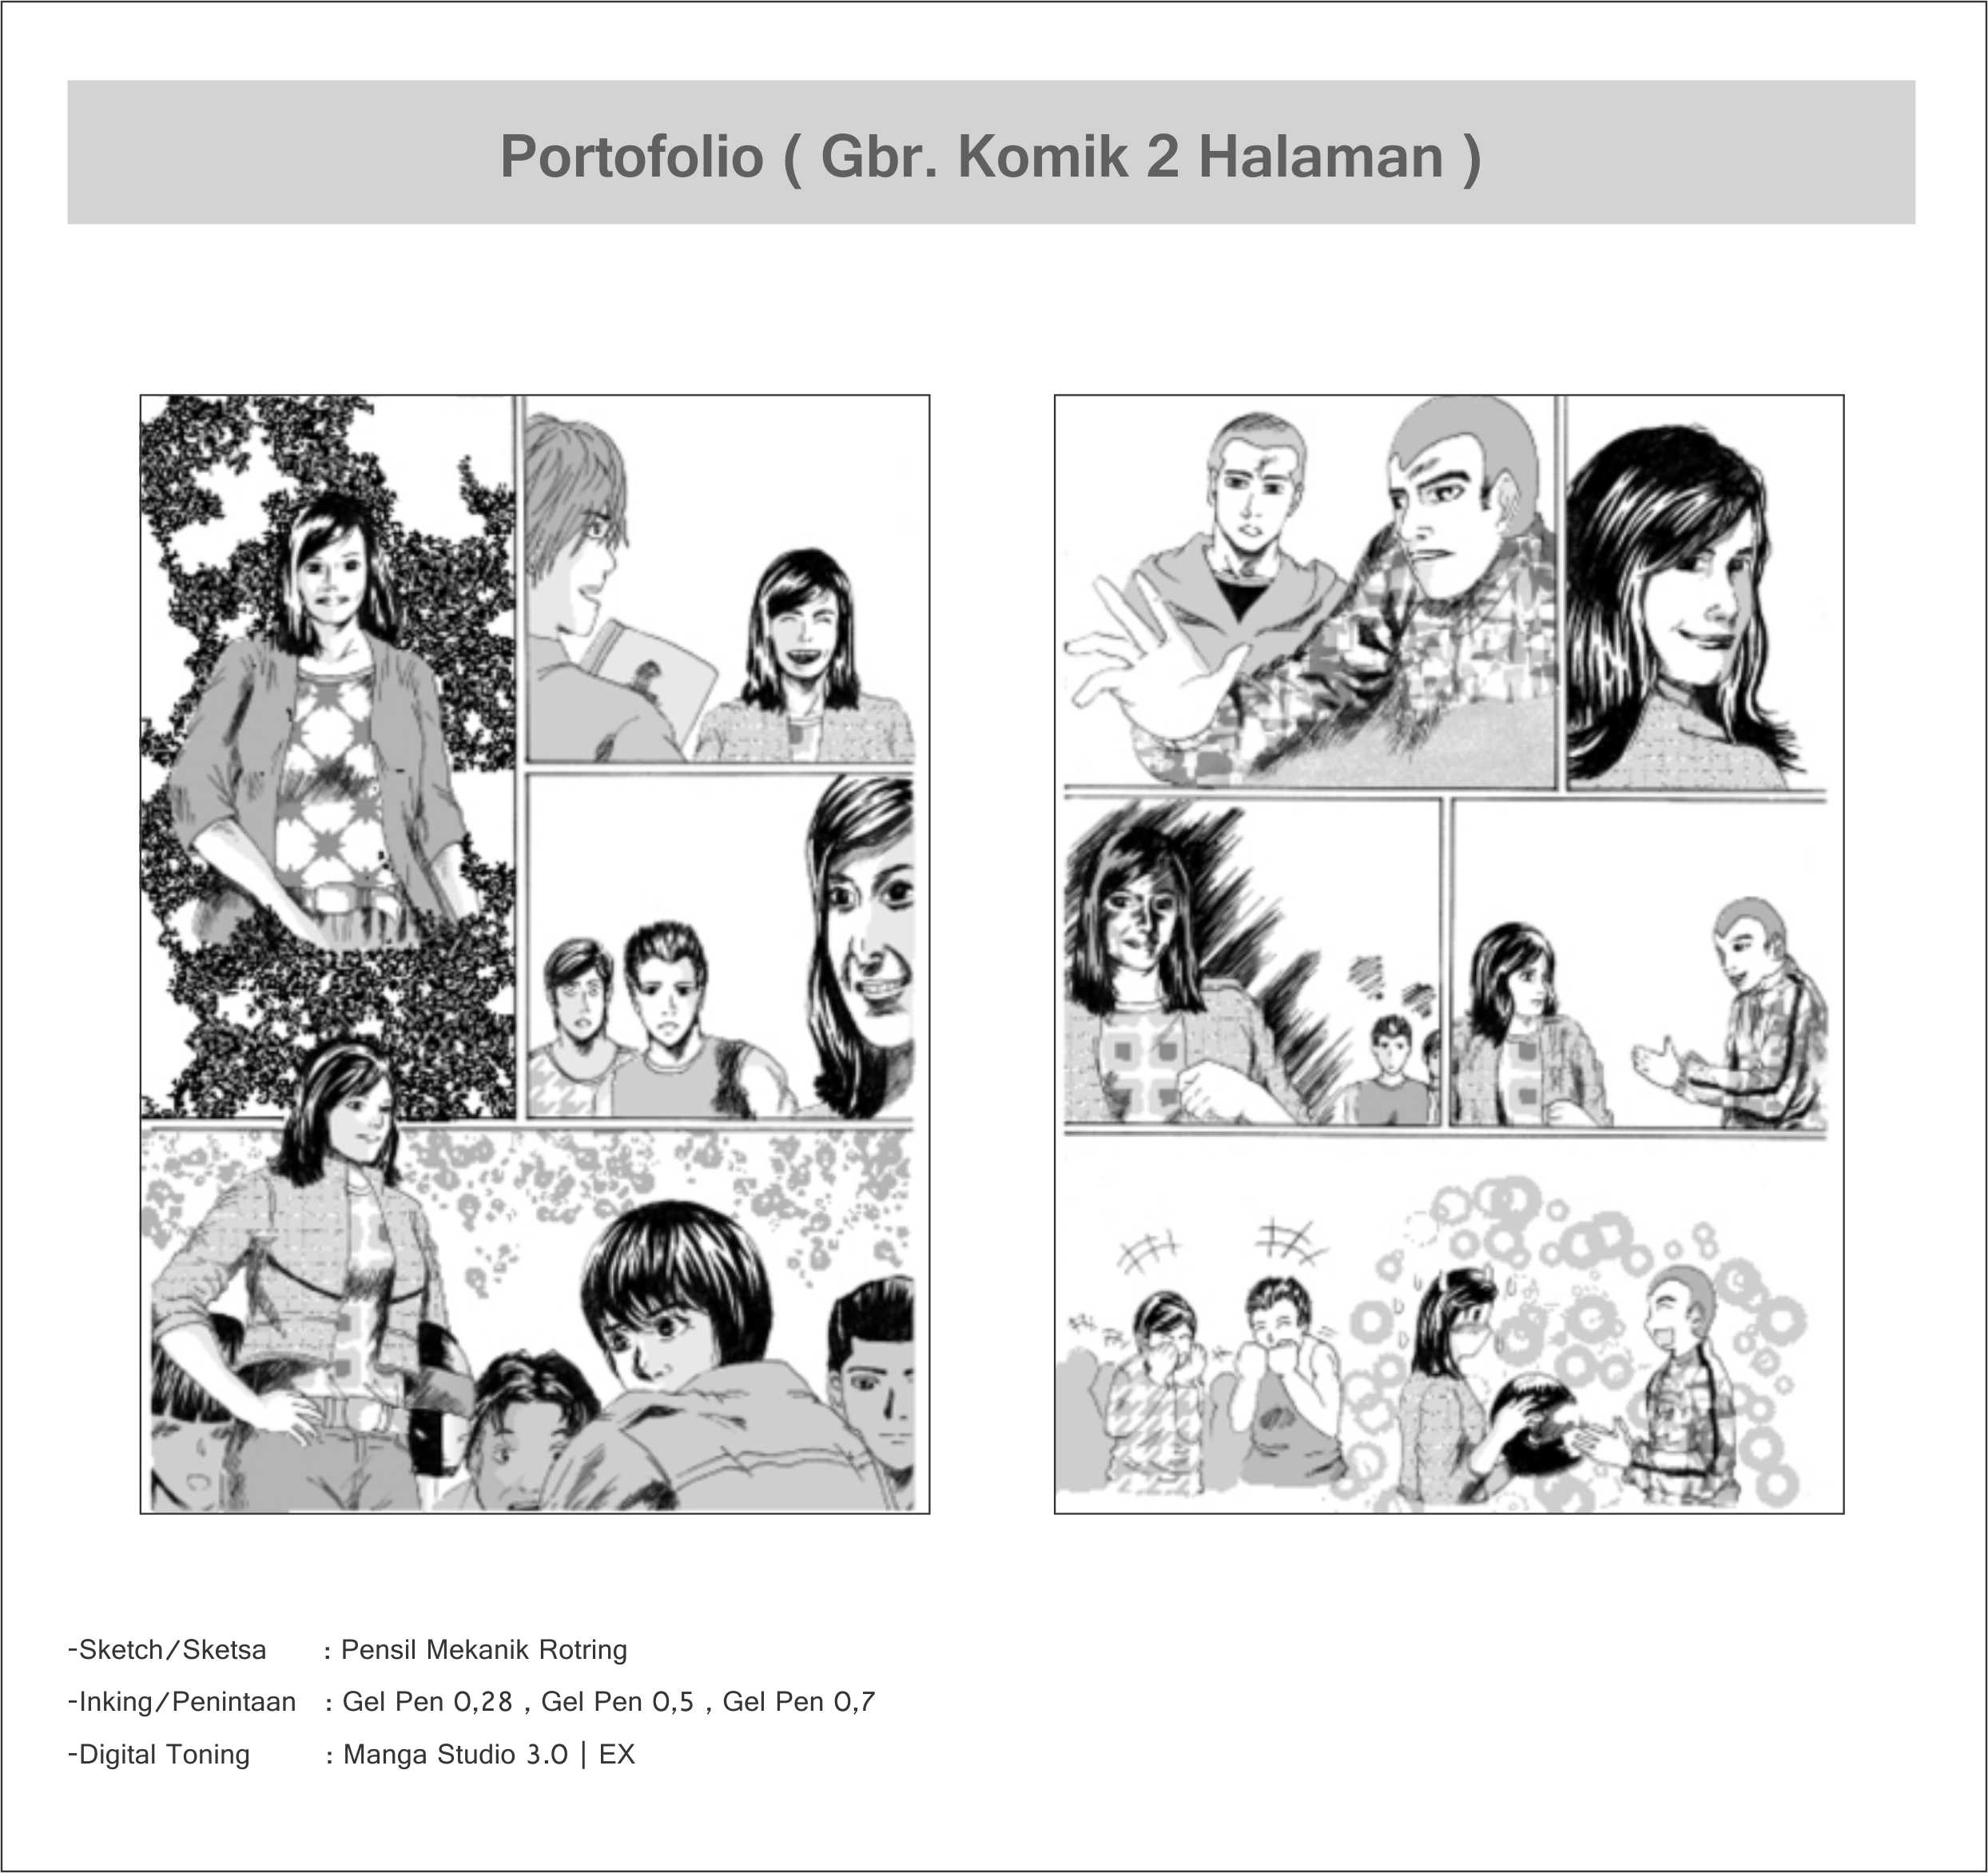 Portofolio ( Gbr. Komik 2 Halaman )
-Sketch/Sketsa : Pensil Mekanik Rotring
-Inking/Penintaan : Gel Pen 0,28 , Gel Pen 0,5 , Gel Pen 0,7
-Digital Toning : Manga Studio 3.0 | EX